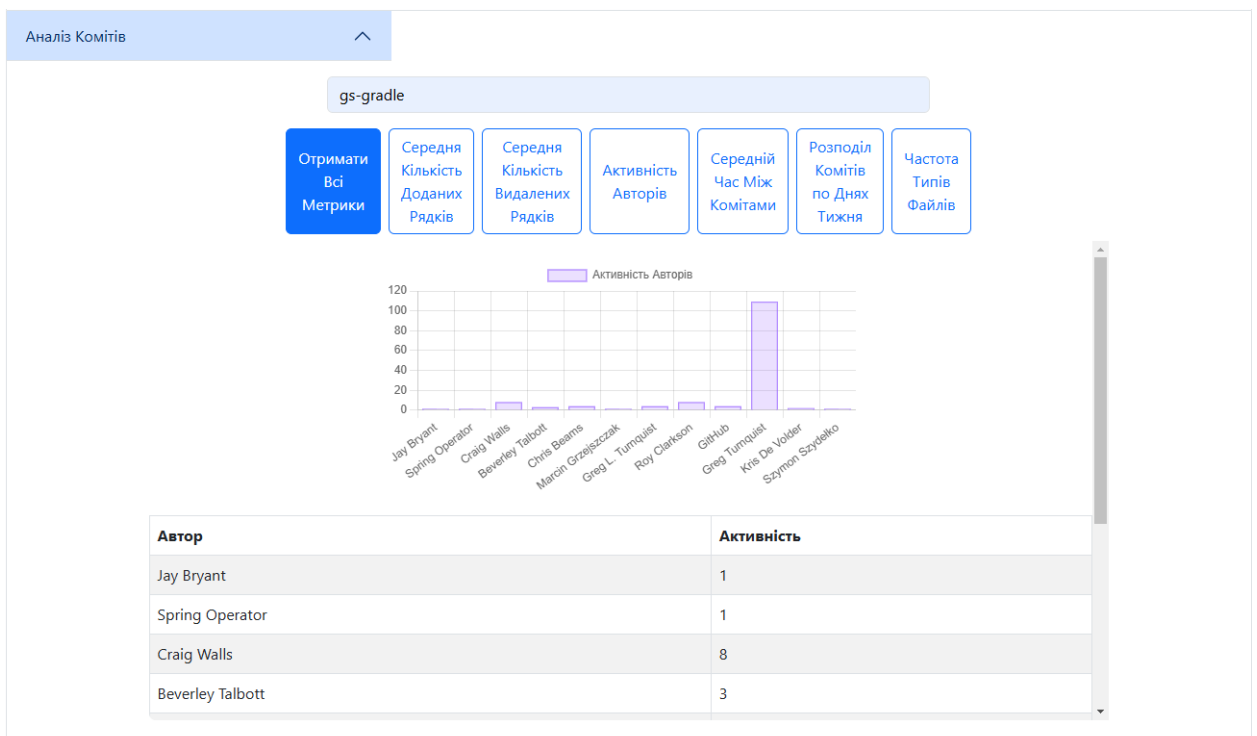 Аналіз Комітів
gs-gradle
Отримати
Всі
Метрики
Середня
Кількість
Доданих
Рядків
Середня
Кількість
Видалених
Рядків
Активність
Авторів
Середній
Час Між
Комітами
Розподіл
Комітів
по Днях
Тижня
Частота
Типів
Файлів
Активність Авторів
120
100
80
60
40
20
0
Jay Bryant
Spring Operator
Craig Walls
Beverley Talbott
Chris Beams
Marcin Grzejszczak
Greg L. Turnquist
Roy Clarkson
GitHub
Greg Turnquist
Kris De Volder
Szymon Szydełko
Автор Активність
Jay Bryant 1
Spring Operator 1
Craig Walls 8
Beverley Talbott 3